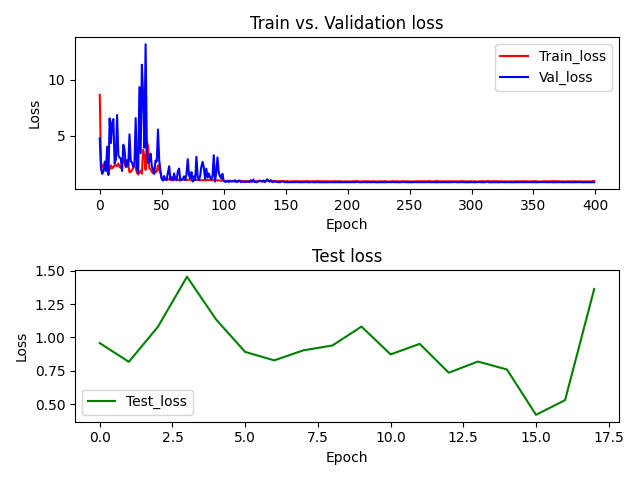 Train vs. Validation loss
Loss
10
5
Train_loss
Val_loss
0
50
100
150
200
250
300
350
400
Epoch
Test loss
Loss
1.50
1.25
1.00
0.75
0.50
Test_loss
0.0
2.5
5.0
7.5
10.0
12.5
15.0
17.5
Epoch